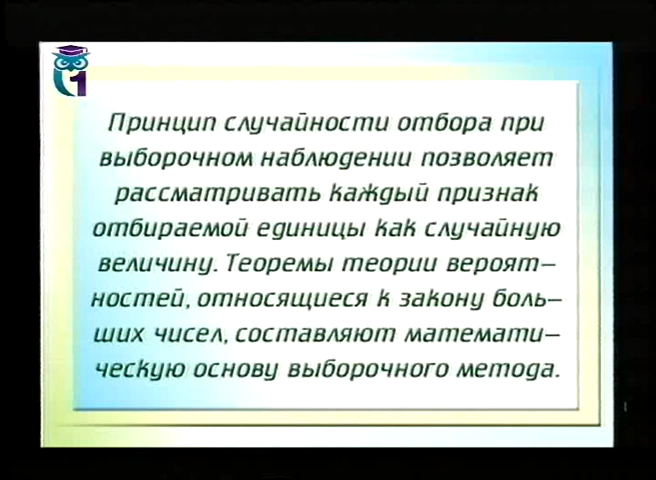 1
Принцип случайности отбора при
выборочном наблюдении позволяет
рассматривать каждый признак
отбираемой единицы как случайную
величину. Теоремы теории вероят–
ностей, относящиеся к закону боль–
ших чисел, составляют математи–
ческую основу выборочного метода.